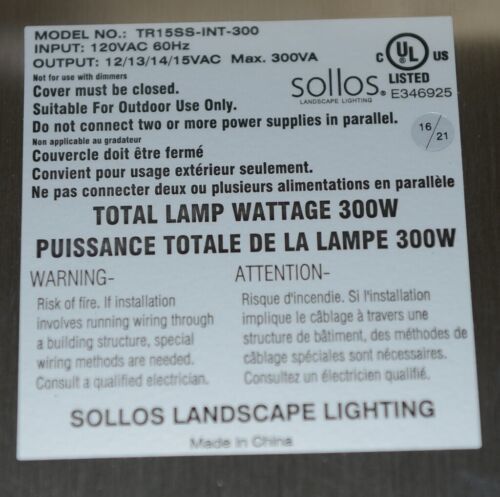 MODEL NO.: TR15SS-INT-300
INPUT: 120VAC 60Hz
OUTPUT: 12/13/14/15VAC Max. 300VA
Not for use with dimmers
Cover must be closed.
Suitable For Outdoor Use Only.
Do not connect two or more power supplies in parallel.
Non applicable au gradateur
Couvercle doit être fermé
Convient pour usage extérieur seulement.
Ne pas connecter deux ou plusieurs alimentations en parallèle
C UL US
LISTED
E346925
sollos®
LANDSCAPE LIGHTING
16/21
TOTAL LAMP WATTAGE 300W
PUISSANCE TOTALE DE LA LAMPE 300W
WARNING-
Risk of fire. If installation
involves running wiring through
a building structure, special
wiring methods are needed.
Consult a qualified electrician.
ATTENTION-
Risque d'incendie. Si l'installation
implique le câblage à travers une
structure de bâtiment, des méthodes de
câblage spéciales sont nécessaires.
Consultez un électricien qualifié.
SOLLOS LANDSCAPE LIGHTING
Made in China